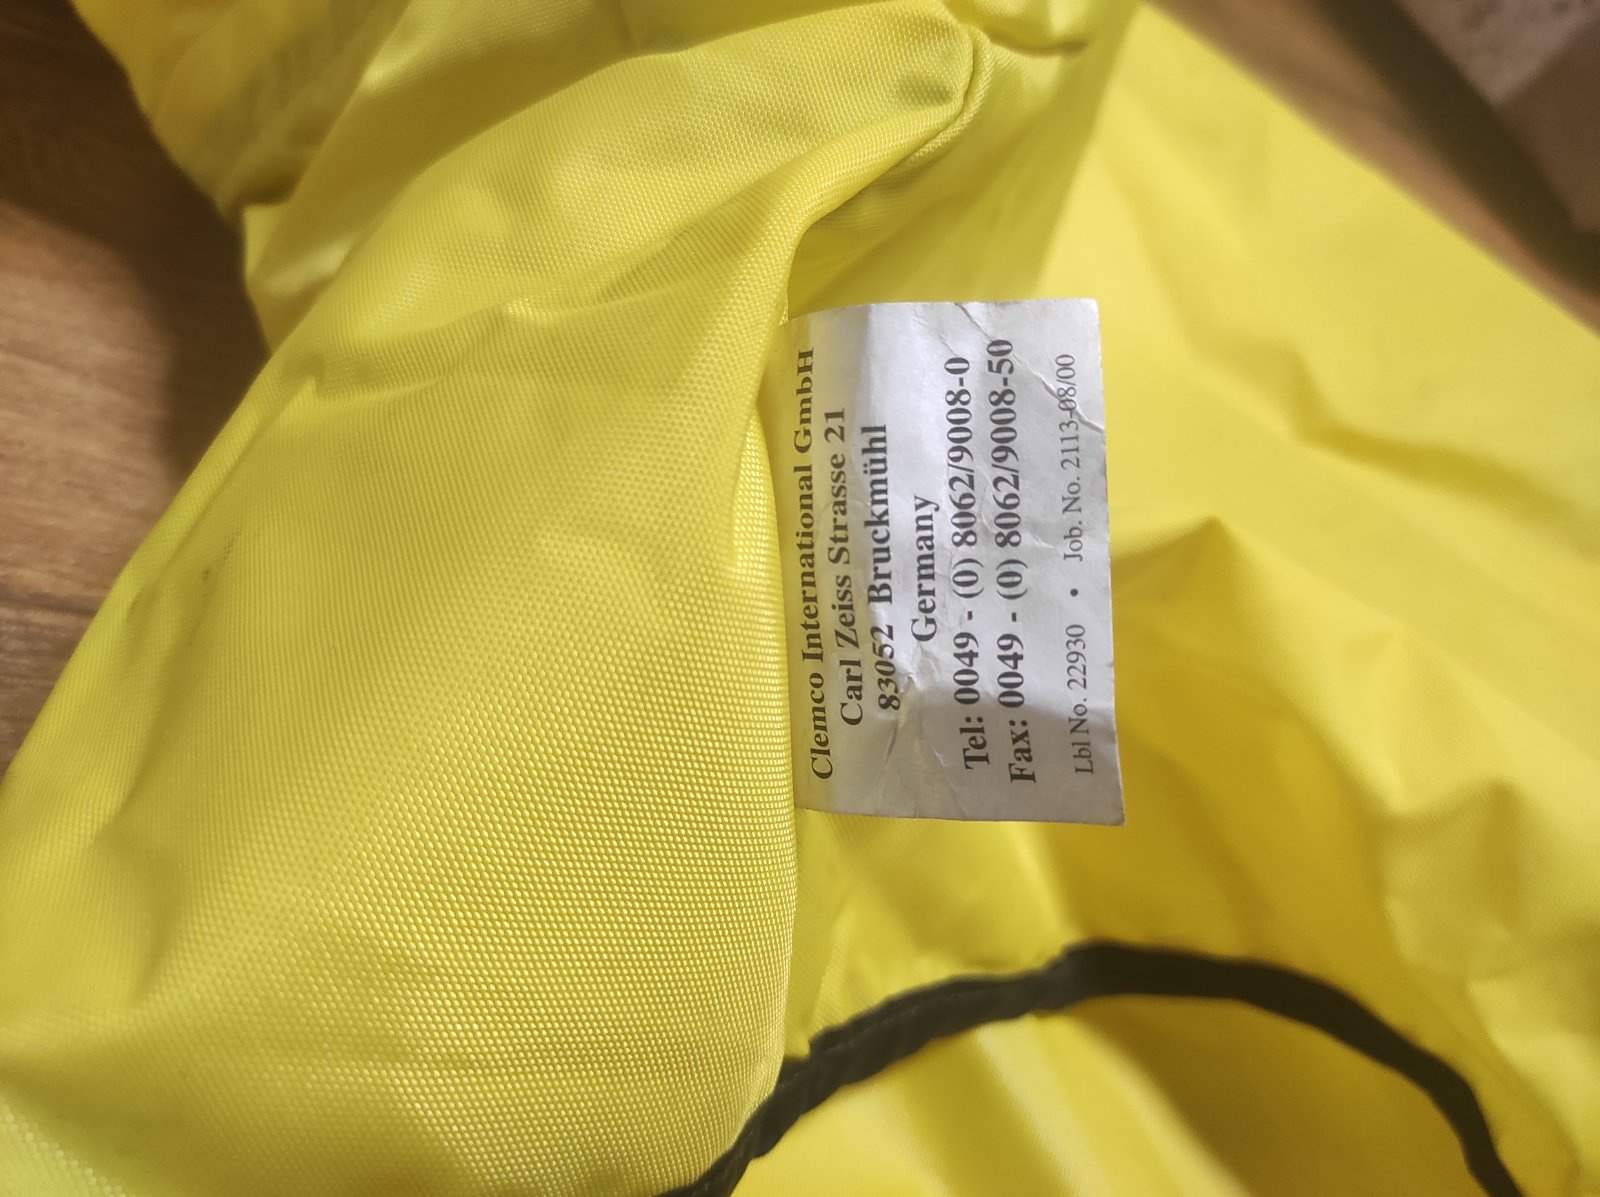 Clemco International GmbH
Carl Zeiss Strasse 21
83052 Bruckmühl
Germany
Tel: 0049 - (0) 8062/9008-0
Fax: 0049 - (0) 8062/9008-50
Lbl No. 22930 • Job. No. 2113-08/00